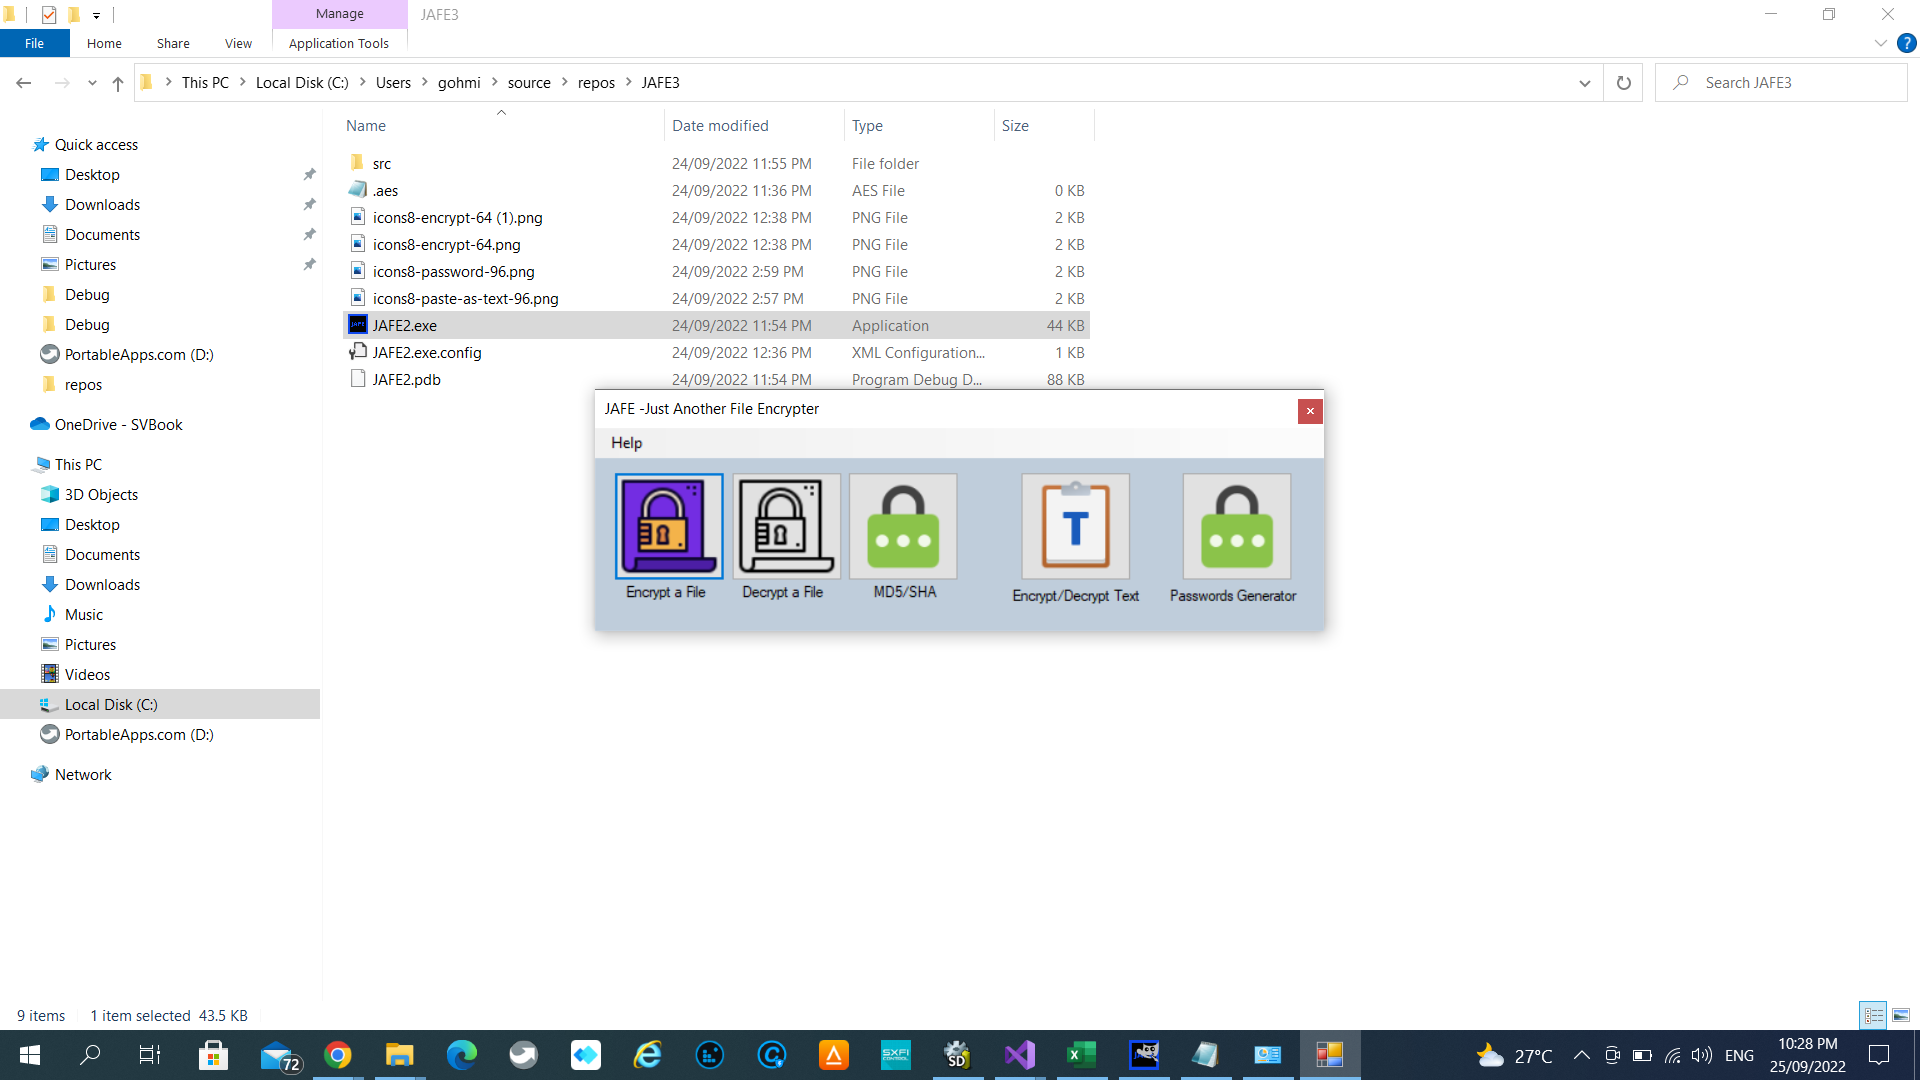 Manage
JAFE3
File
Home
Share
View
Application Tools
This PC
Local Disk (C:)
Users
gohmi
source
repos
JAFE3
Search JAFE3
Name
Date modified
Type
Size
src 24/09/2022 11:55 PM File folder
.aes 24/09/2022 11:36 PM AES File 0 KB
icons8-encrypt-64 (1).png 24/09/2022 12:38 PM PNG File 2 KB
icons8-encrypt-64.png 24/09/2022 12:38 PM PNG File 2 KB
icons8-password-96.png 24/09/2022 2:59 PM PNG File 2 KB
icons8-paste-as-text-96.png 24/09/2022 2:57 PM PNG File 2 KB
JAFE2.exe 24/09/2022 11:54 PM Application 44 KB
JAFE2.exe.config 24/09/2022 12:36 PM XML Configuration... 1 KB
JAFE2.pdb 24/09/2022 11:54 PM Program Debug D... 88 KB
Quick access
Desktop
Downloads
Documents
Pictures
Debug
Debug
PortableApps.com (D:)
repos
OneDrive - SVBook
This PC
3D Objects
Desktop
Documents
Downloads
Music
Pictures
Videos
Local Disk (C:)
PortableApps.com (D:)
Network
JAFE -Just Another File Encrypter
Help
T
Encrypt a File
Decrypt a File
MD5/SHA
Encrypt/Decrypt Text
Passwords Generator
9 items
1 item selected 43.5 KB
72
SXFI
CONTROL
SD
27°C
ENG
10:28 PM
25/09/2022